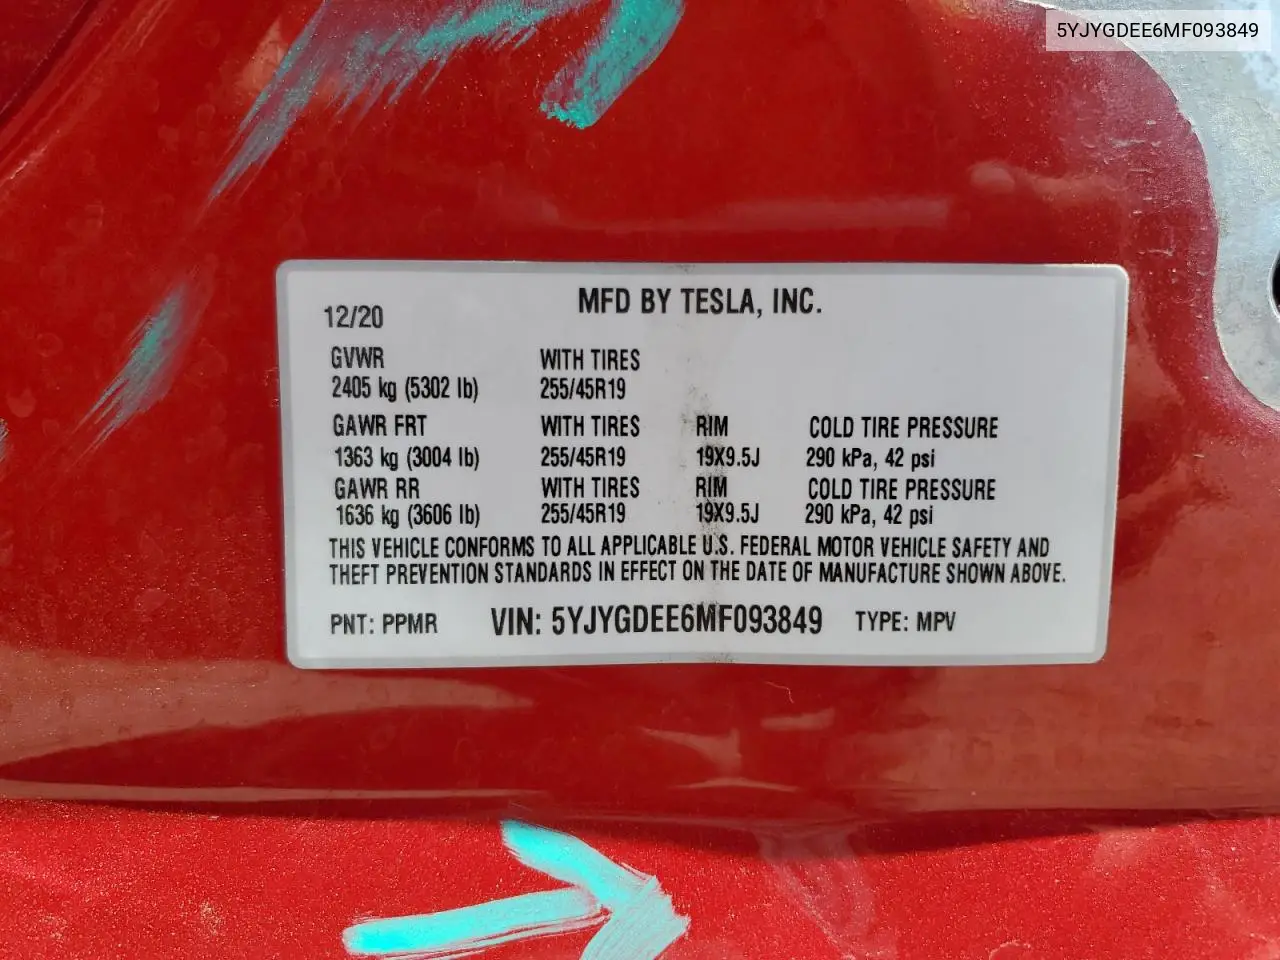 5YJYGDEE6MF093849
MFD BY TESLA, INC.
12/20
GVWR WITH TIRES
2405 kg (5302 lb) 255/45R19
GAWR FRT WITH TIRES RIM COLD TIRE PRESSURE
1363 kg (3004 lb) 255/45R19 19X9.5J 290 kPa, 42 psi
GAWR RR WITH TIRES RIM COLD TIRE PRESSURE
1636 kg (3606 lb) 255/45R19 19X9.5J 290 kPa, 42 psi
THIS VEHICLE CONFORMS TO ALL APPLICABLE U.S. FEDERAL MOTOR VEHICLE SAFETY AND
THEFT PREVENTION STANDARDS IN EFFECT ON THE DATE OF MANUFACTURE SHOWN ABOVE.
PNT: PPMR VIN: 5YJYGDEE6MF093849 TYPE: MPV